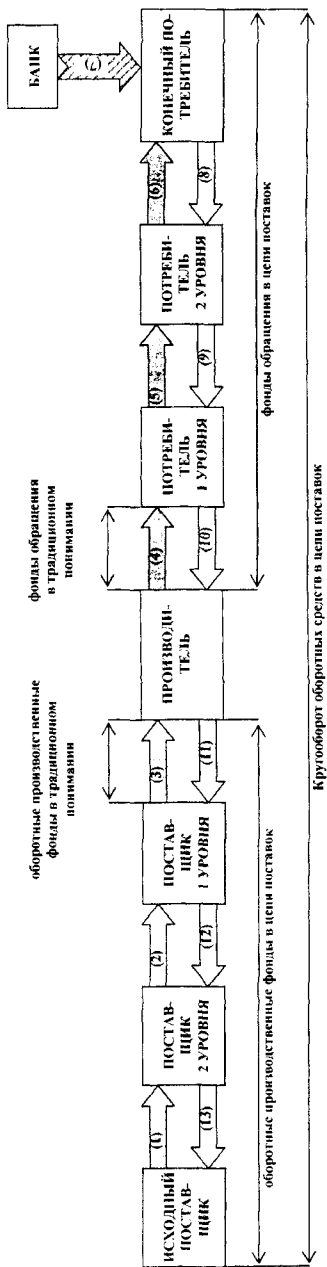 БАНК
оборотные производственные
фонды в традиционном
понимании
фонды обращения
в традиционном
понимании
ИСХОДНЫЙ
ПОСТАВ-
ЩИК
(1)
(13)
ПОСТАВ-
ЩИК
2 УРОВНЯ
(2)
(12)
ПОСТАВ-
ЩИК
1 УРОВНЯ
(3)
(11)
ПРОИЗВОДИ-
ТЕЛЬ
(4)
(10)
ПОТРЕБИ-
ТЕЛЬ
1 УРОВНЯ
(5)
(9)
ПОТРЕБИ-
ТЕЛЬ
2 УРОВНЯ
(6)
(8)
КОНЕЧНЫЙ ПО-
ТРЕБИТЕЛЬ
оборотные производственные фонды в цепи поставок
фонды обращения в цепи поставок
Кругооборот оборотных средств в цепи поставок